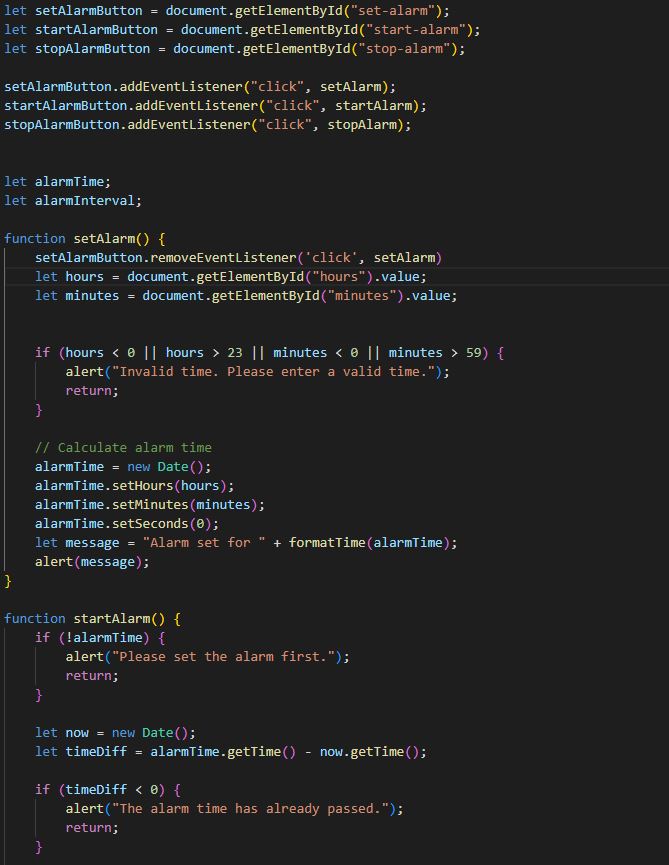 let setAlarmButton = document.getElementById("set-alarm");
let startAlarmButton = document.getElementById("start-alarm");
let stopAlarmButton = document.getElementById("stop-alarm");

setAlarmButton.addEventListener("click", setAlarm);
startAlarmButton.addEventListener("click", startAlarm);
stopAlarmButton.addEventListener("click", stopAlarm);


let alarmTime;
let alarmInterval;

function setAlarm() {
    setAlarmButton.removeEventListener('click', setAlarm)
    let hours = document.getElementById("hours").value;
    let minutes = document.getElementById("minutes").value;


    if (hours < 0 || hours > 23 || minutes < 0 || minutes > 59) {
        alert("Invalid time. Please enter a valid time.");
        return;
    }

    // Calculate alarm time
    alarmTime = new Date();
    alarmTime.setHours(hours);
    alarmTime.setMinutes(minutes);
    alarmTime.setSeconds(0);
    let message = "Alarm set for " + formatTime(alarmTime);
    alert(message);
}

function startAlarm() {
    if (!alarmTime) {
        alert("Please set the alarm first.");
        return;
    }

    let now = new Date();
    let timeDiff = alarmTime.getTime() - now.getTime();

    if (timeDiff < 0) {
        alert("The alarm time has already passed.");
        return;
    }